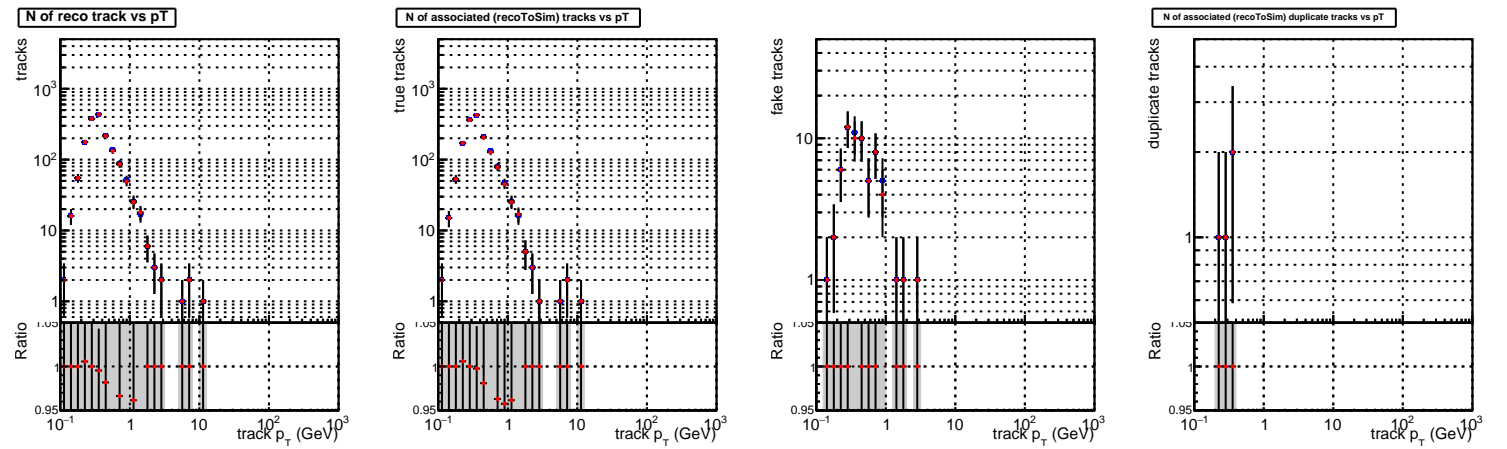 N of reco track vs pT
tracks
10³
10²
10
1
Ratio
1.05
1
0.95
10⁻¹ 1 10 10² 10³
track p_T (GeV)
N of associated (recoToSim) tracks vs pT
true tracks
10³
10²
10
1
Ratio
1.05
1
0.95
10⁻¹ 1 10 10² 10³
track p_T (GeV)
fake tracks
10
1
Ratio
1.05
1
0.95
10⁻¹ 1 10 10² 10³
track p_T (GeV)
N of associated (recoToSim) duplicate tracks vs pT
duplicate tracks
1
Ratio
1.05
1
0.95
10⁻¹ 1 10 10² 10³
track p_T (GeV)